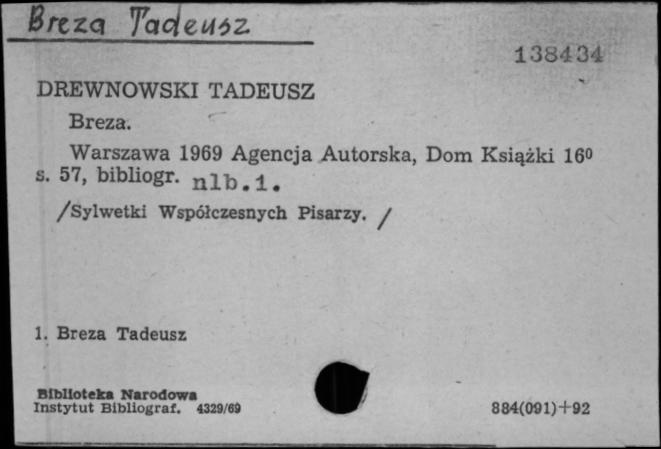 Breza Tadeusz
138434
DREWNOWSKI TADEUSZ
Breza.
Warszawa 1969 Agencja Autorska, Dom Książki 16⁰
s. 57, bibliogr. nlb.1.
/Sylwetki Współczesnych Pisarzy. /
1. Breza Tadeusz
Biblioteka Narodowa
Instytut Bibliograf. 4329/69
884(091)+92